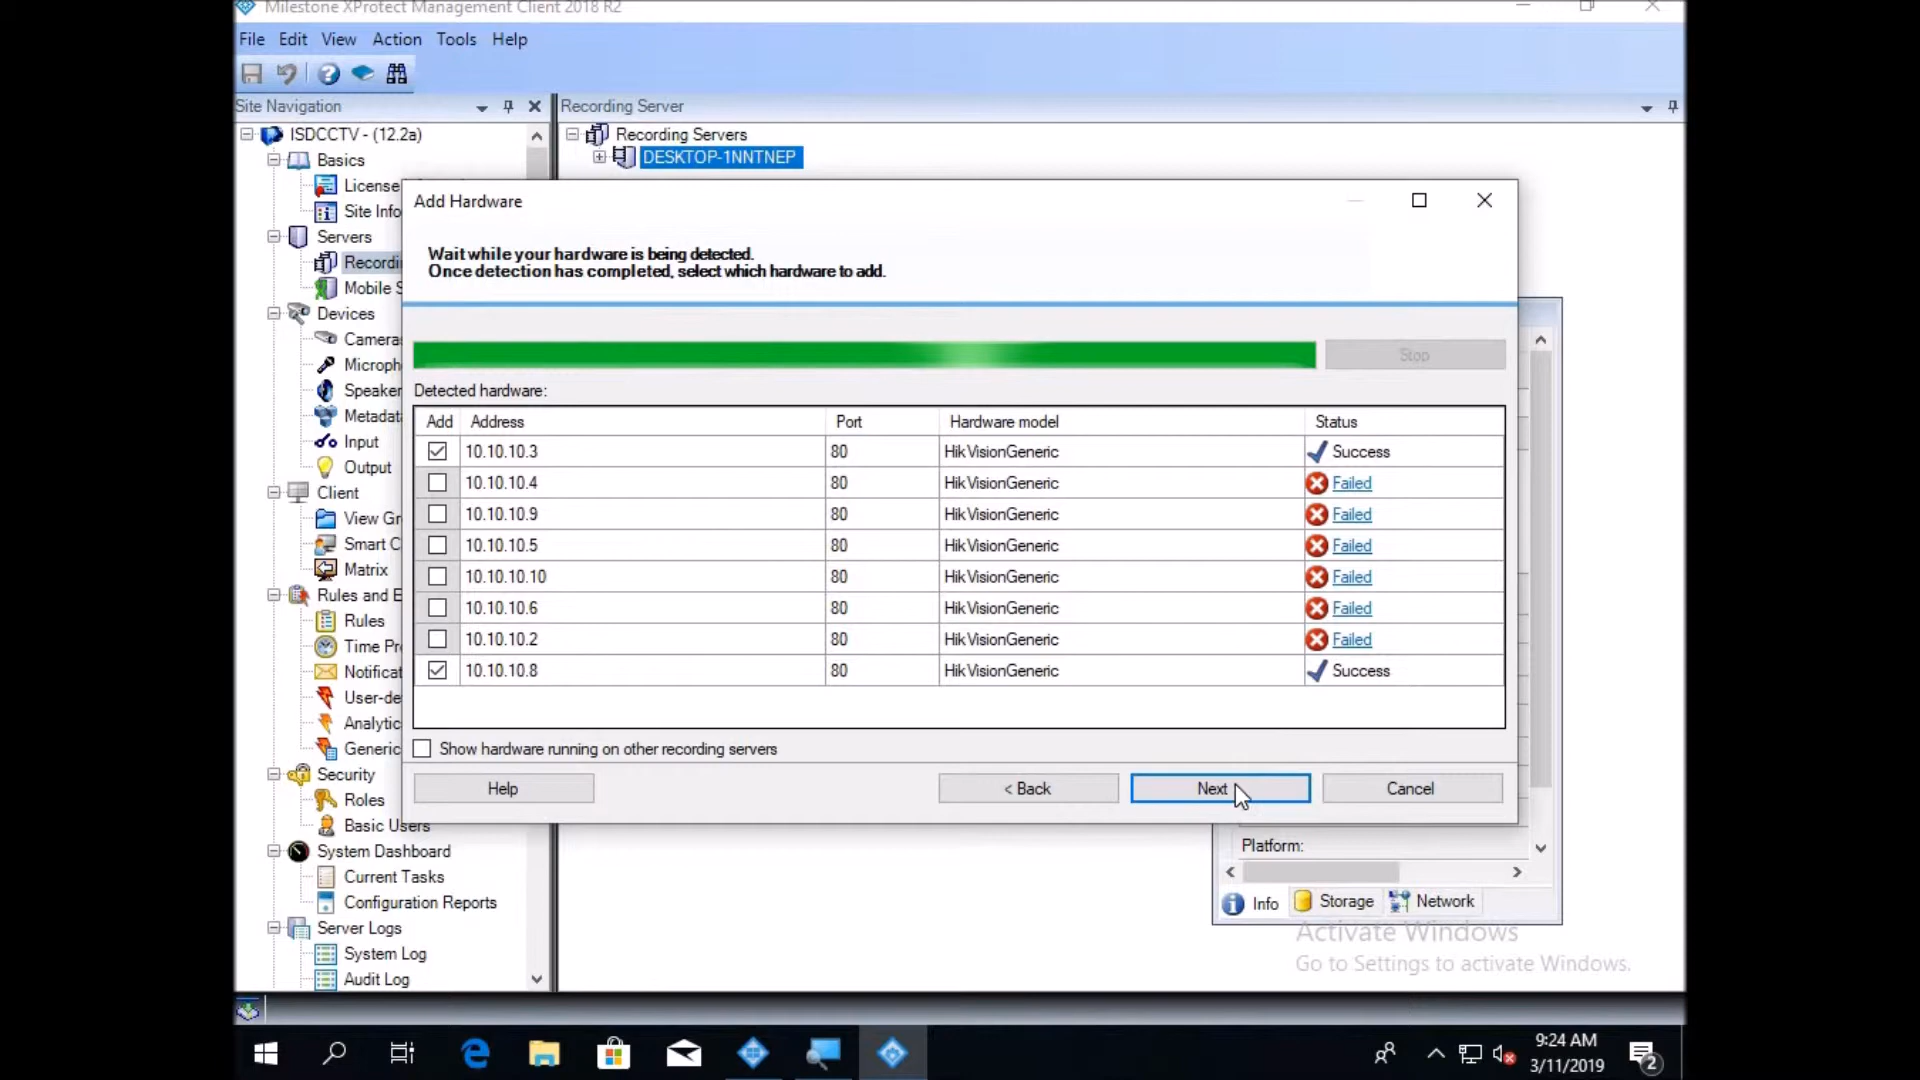 Milestone XProtect Management Client 2018 R2
File Edit View Action Tools Help
Site Navigation
Recording Server
ISDCCTV - (12.2a)
Basics
License
Site Info
Servers
Recordi
Mobile S
Devices
Camera
Microph
Speaker
Metadata
Input
Output
Client
View Gr
Smart C
Matrix
Rules and E
Rules
Time Pr
Notificat
User-de
Analytic
Generic
Security
Roles
Basic Users
System Dashboard
Current Tasks
Configuration Reports
Server Logs
System Log
Audit Log
Recording Servers
DESKTOP-1NNTNEP
Add Hardware
Wait while your hardware is being detected.
Once detection has completed, select which hardware to add.
Stop
Detected hardware:
Add Address Port Hardware model Status
10.10.10.3 80 HikVisionGeneric Success
10.10.10.4 80 HikVisionGeneric Failed
10.10.10.9 80 HikVisionGeneric Failed
10.10.10.5 80 HikVisionGeneric Failed
10.10.10.10 80 HikVisionGeneric Failed
10.10.10.6 80 HikVisionGeneric Failed
10.10.10.2 80 HikVisionGeneric Failed
10.10.10.8 80 HikVisionGeneric Success
Show hardware running on other recording servers
Help < Back Next Cancel
Platform:
Info Storage Network
Activate Windows
Go to Settings to activate Windows.
9:24 AM
3/11/2019
2